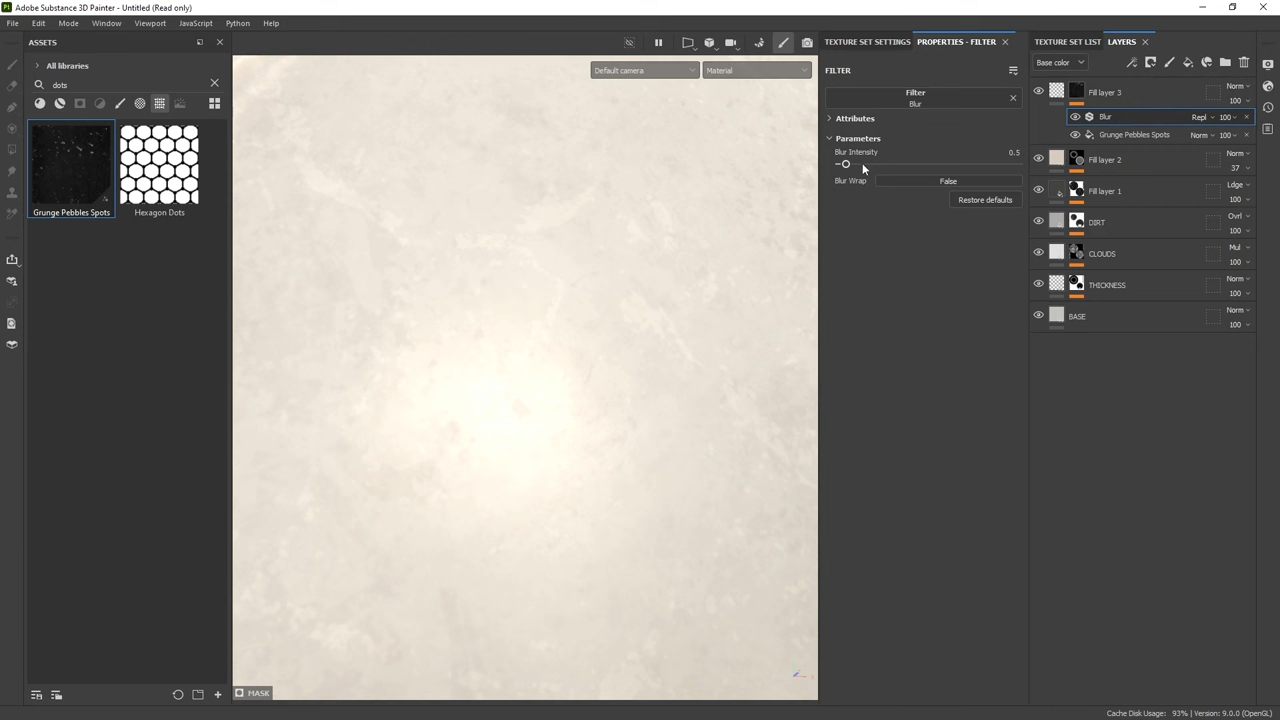 Adobe Substance 3D Painter - Untitled (Read only)
File Edit Mode Window Viewport JavaScript Python Help
ASSETS
All libraries
dots
Grunge Pebbles Spots
Hexagon Dots
Default camera
Material
MASK
TEXTURE SET SETTINGS
PROPERTIES - FILTER
FILTER
Filter
Blur
Attributes
Parameters
Blur Intensity 0.5
Blur Wrap False
Restore defaults
TEXTURE SET LIST
LAYERS
Base color
Fill layer 3 Norm
100
Blur Repl 100
Grunge Pebbles Spots Norm 100
Fill layer 2 Norm
37
Fill layer 1 Ldge
100
DIRT Ovrl
100
CLOUDS Mul
100
THICKNESS Norm
100
BASE Norm
100
Cache Disk Usage: 93% | Version: 9.0.0 (OpenGL)